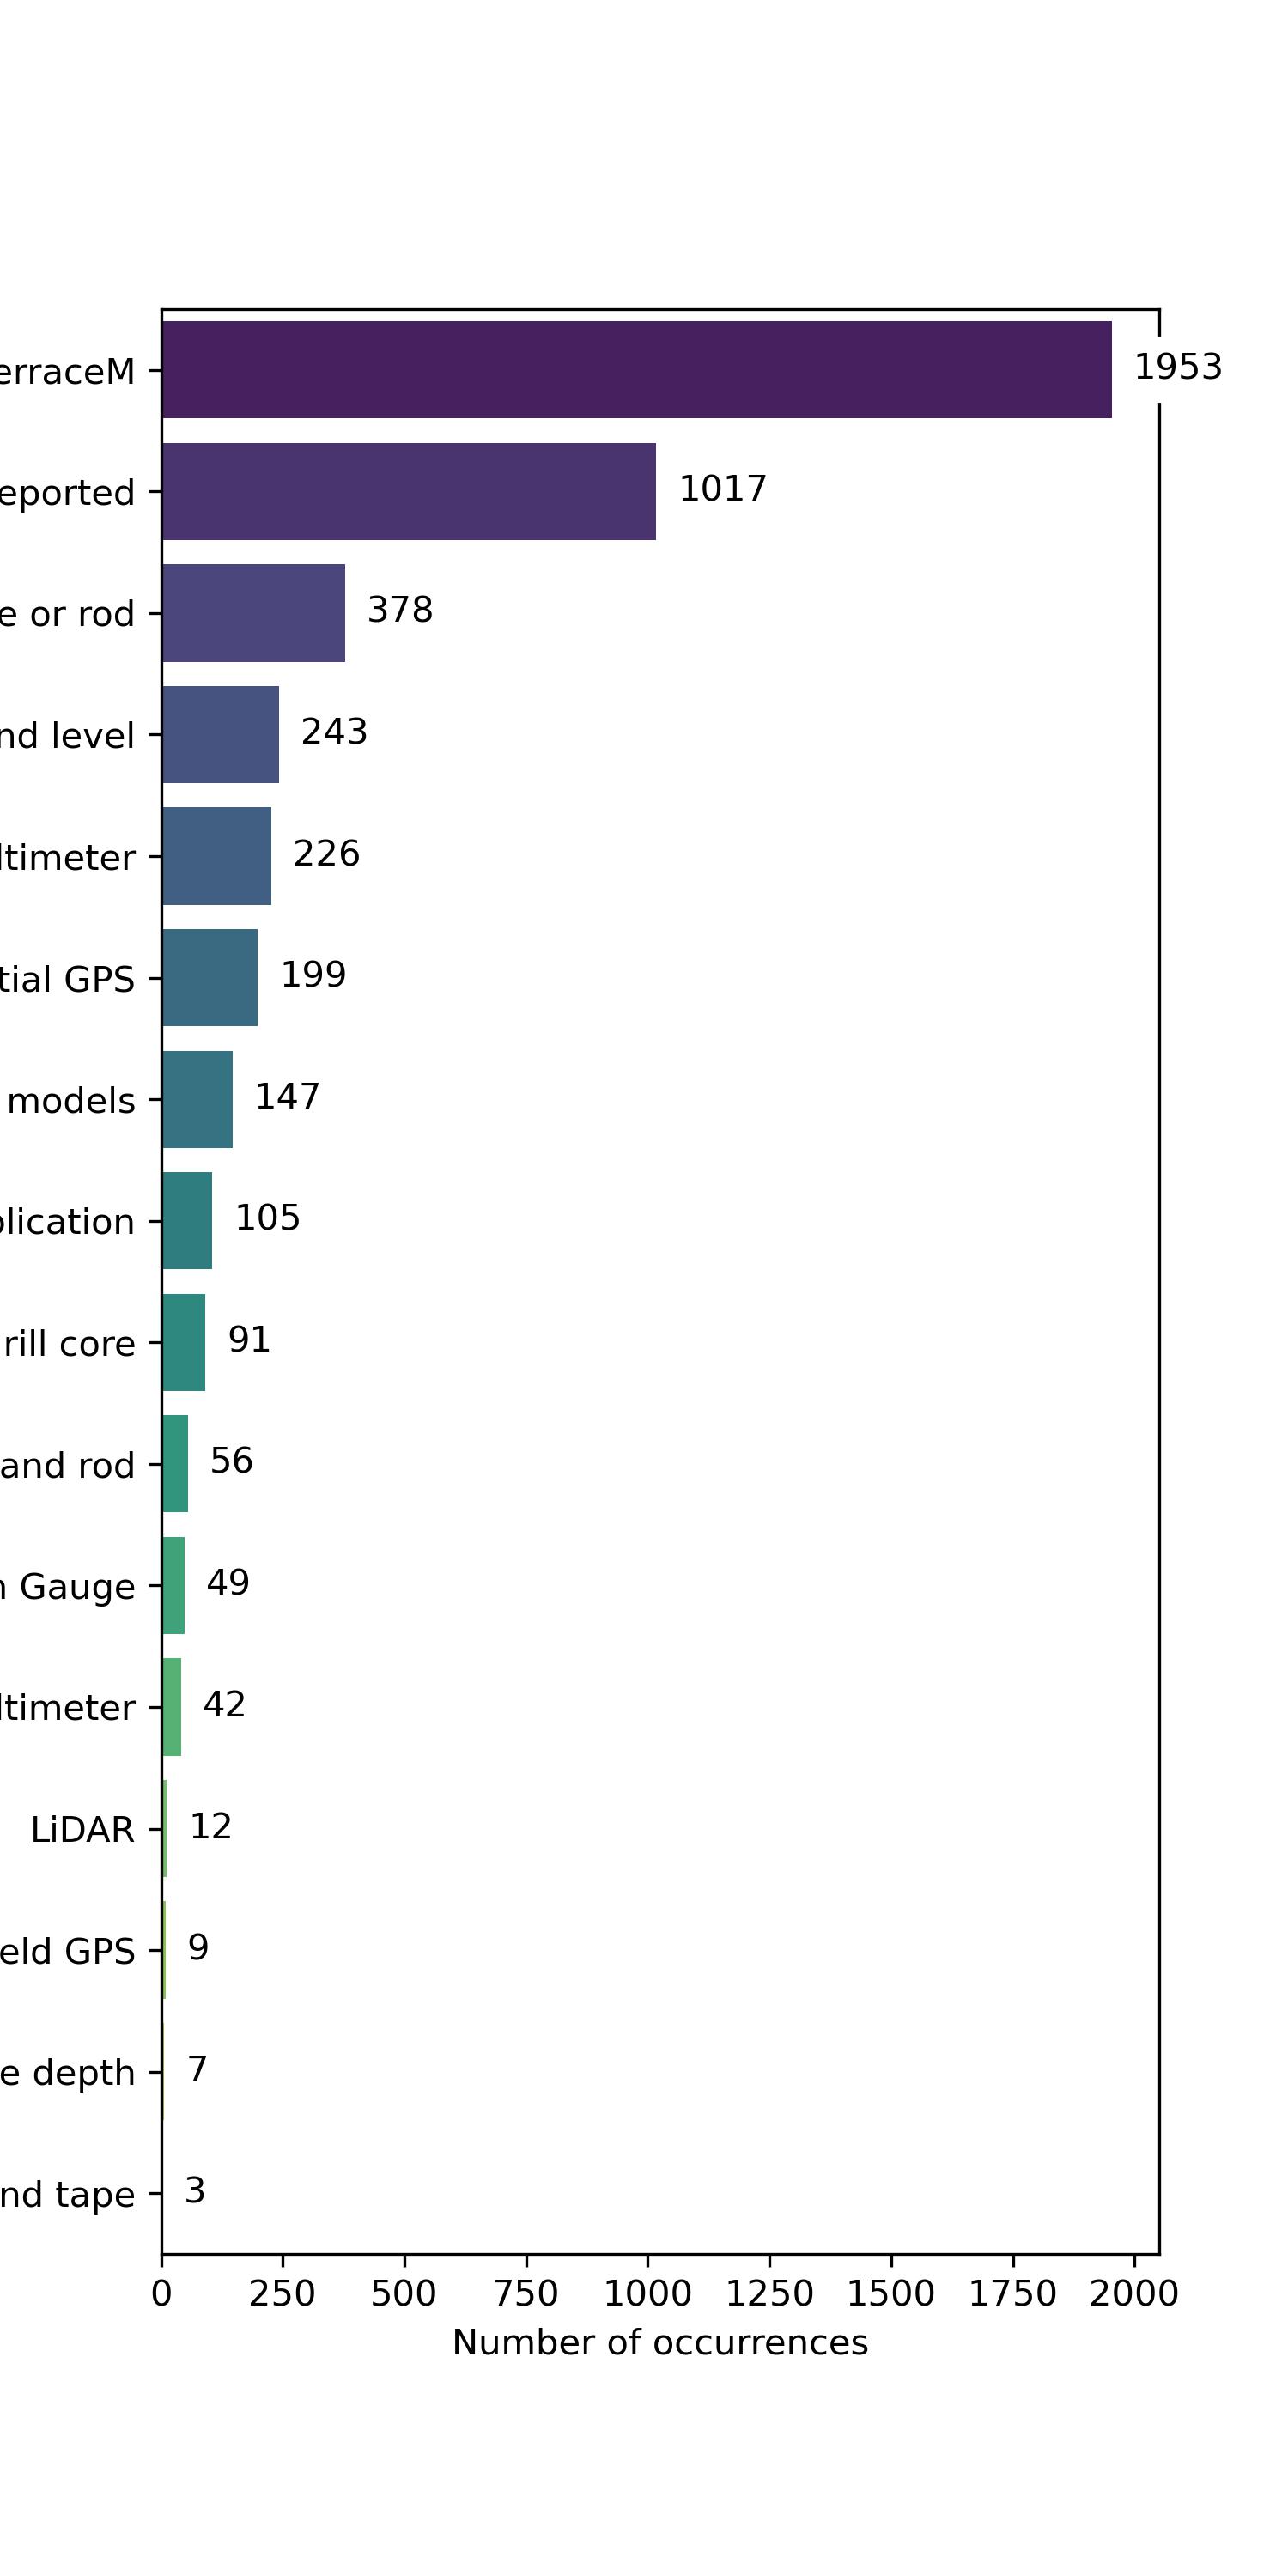 erraceM 1953
eported 1017
e or rod 378
nd level 243
ltimeter 226
tial GPS 199
models 147
lication 105
rill core 91
and rod 56
Gauge 49
ltimeter 42
LiDAR 12
eld GPS 9
e depth 7
nd tape 3
0 250 500 750 1000 1250 1500 1750 2000
Number of occurrences